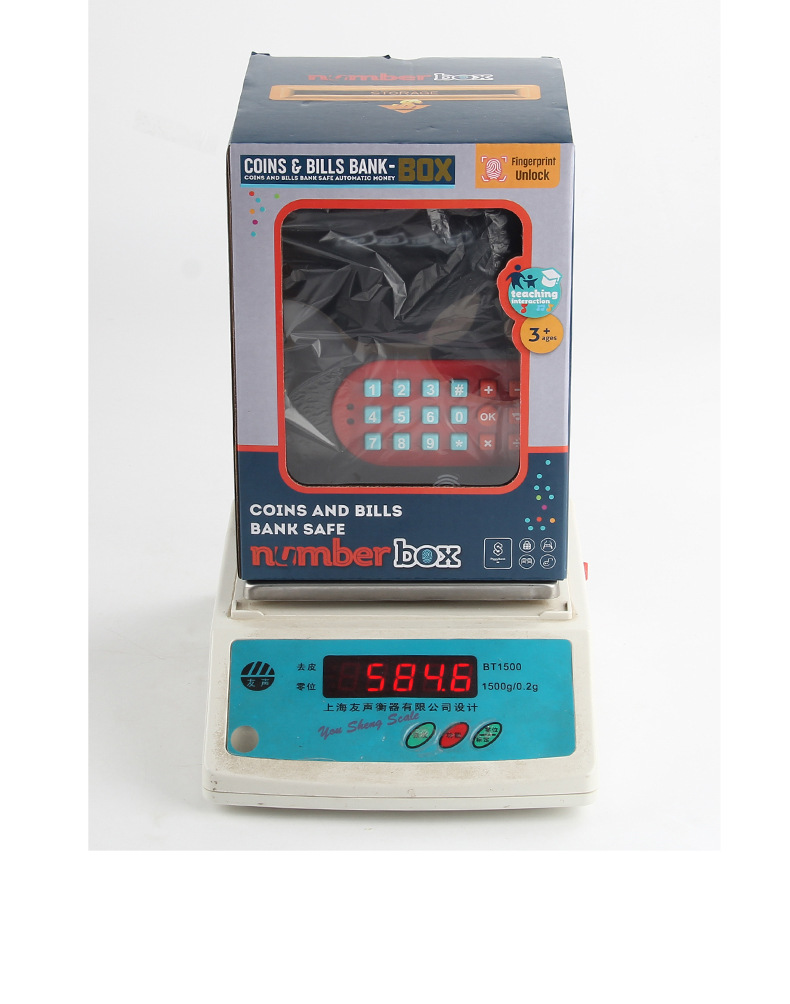 number box
STORAGE
COINS & BILLS BANK-BOX
COINS AND BILLS BANK SAFE AUTOMATIC MONEY
Fingerprint
Unlock
teaching
interaction
3+
ages
1 2 3 # + -
4 5 6 0 OK
7 8 9 * ×
COINS AND BILLS
BANK SAFE
number box
友声
去皮
零位
584.6
BT1500
1500g/0.2g
上海友声衡器有限公司设计
You Sheng Scale
零位